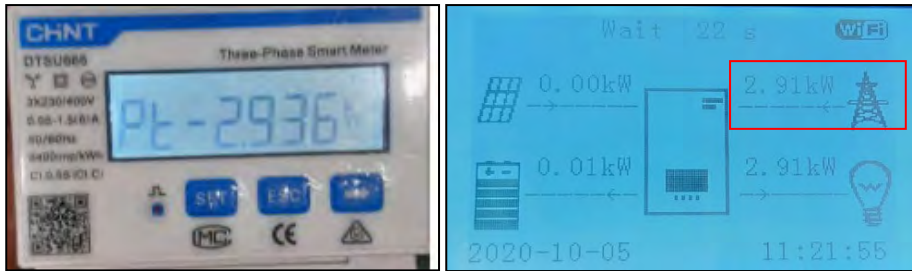 CHNT
DTSU666
Three-Phase Smart Meter
3x230/400V
0.05-1.5(6)A
50/60Hz
6400imp/kWh
Pt-2.936
ESC
MC
CE
Wait 22 s
WiFi
0.00kW
2.91kW
0.01kW
2.91kW
2020-10-05
11:21:55